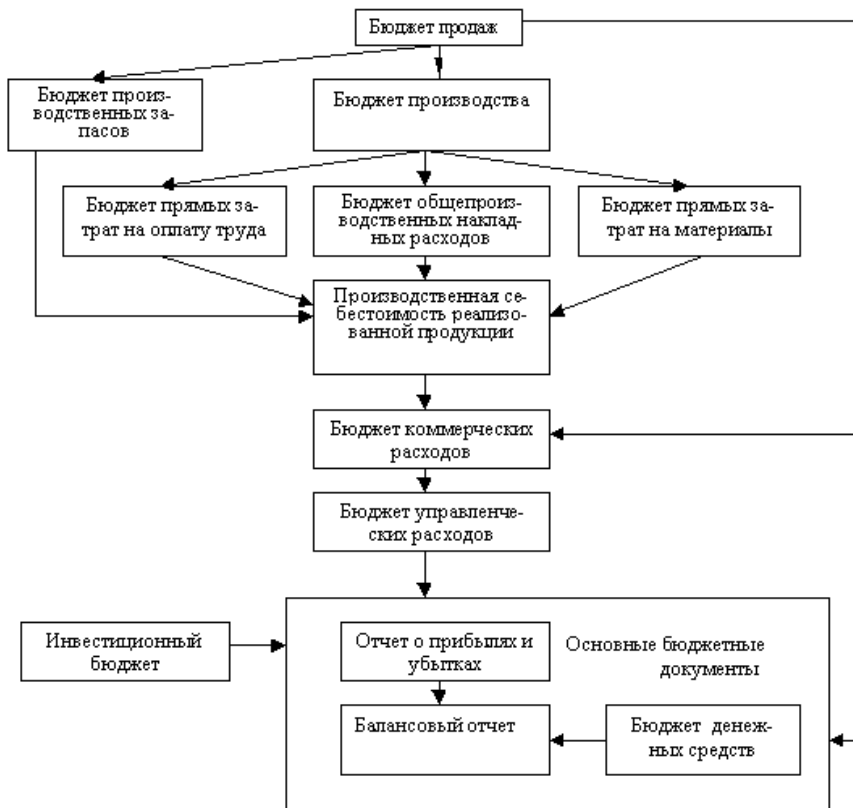 Бюджет продаж
Бюджет произ-
водственных за-
пасов
Бюджет производства
Бюджет прямых за-
трат на оплату труда
Бюджет общепроиз-
водственных наклад-
ных расходов
Бюджет прямых за-
трат на материалы
Производственная се-
бестоимость реализо-
ванной продукции
Бюджет коммерческих
расходов
Бюджет управленче-
ских расходов
Инвестиционный
бюджет
Отчет о прибылях и
убытках
Основные бюджетные
документы
Балансовый отчет
Бюджет денеж-
ных средств